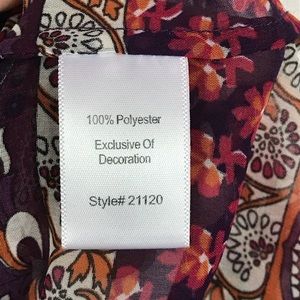 100% Polyester
Exclusive Of
Decoration
Style# 21120